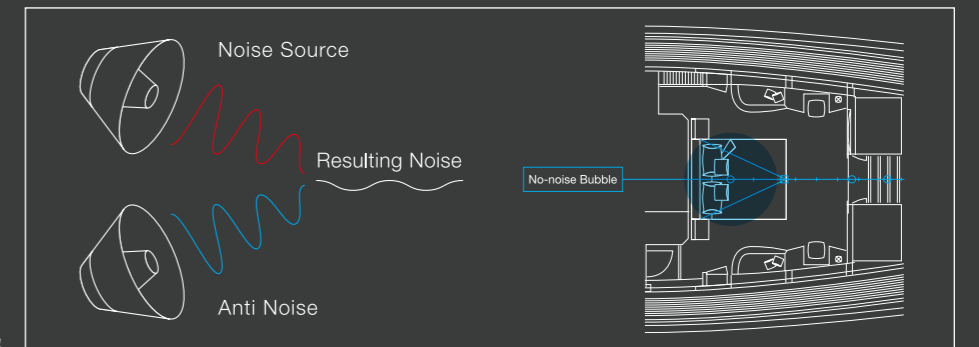 Noise Source
Resulting Noise
No-noise Bubble
Anti Noise